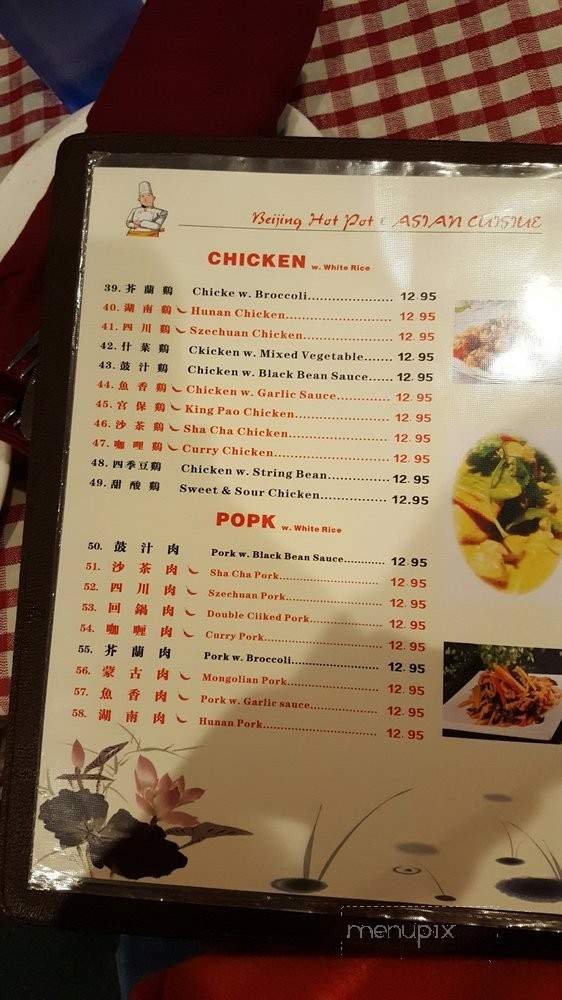 Beijing Hot Pot & ASIAN CUISINE
CHICKEN w. White Rice
39. 芥 蘭 鷄 Chicke w. Broccoli..................... 12.95
40. 湖 南 鷄 Hunan Chicken........................... 12.95
41. 四 川 鷄 Szechuan Chicken....................... 12.95
42. 什 菜 鷄 Ckicken w. Mixed Vegetable....... 12.95
43. 豉 汁 鷄 Chicken w. Black Bean Sauce...... 12.95
44. 魚 香 鷄 Chicken w. Garlic Sauce............... 12.95
45. 宮 保 鷄 King Pao Chicken....................... 12.95
46. 沙 茶 鷄 Sha Cha Chicken......................... 12.95
47. 咖 喱 鷄 Curry Chicken............................ 12.95
48. 四季豆鷄 Chicken w. String Bean............... 12.95
49. 甜 酸 鷄 Sweet & Sour Chicken................. 12.95
POPK w. White Rice
50. 豉 汁 肉 Pork w. Black Bean Sauce............ 12.95
51. 沙 茶 肉 Sha Cha Pork.......................... 12.95
52. 四 川 肉 Szechuan Pork......................... 12.95
53. 回 鍋 肉 Double Ciiked Pork.................... 12.95
54. 咖 喱 肉 Curry Pork............................. 12.95
55. 芥 蘭 肉 Pork w. Broccoli....................... 12.95
56. 蒙 古 肉 Mongolian Pork......................... 12.95
57. 魚 香 肉 Pork w. Garlic sauce.................. 12.95
58. 湖 南 肉 Hunan Pork............................. 12.95
menupix